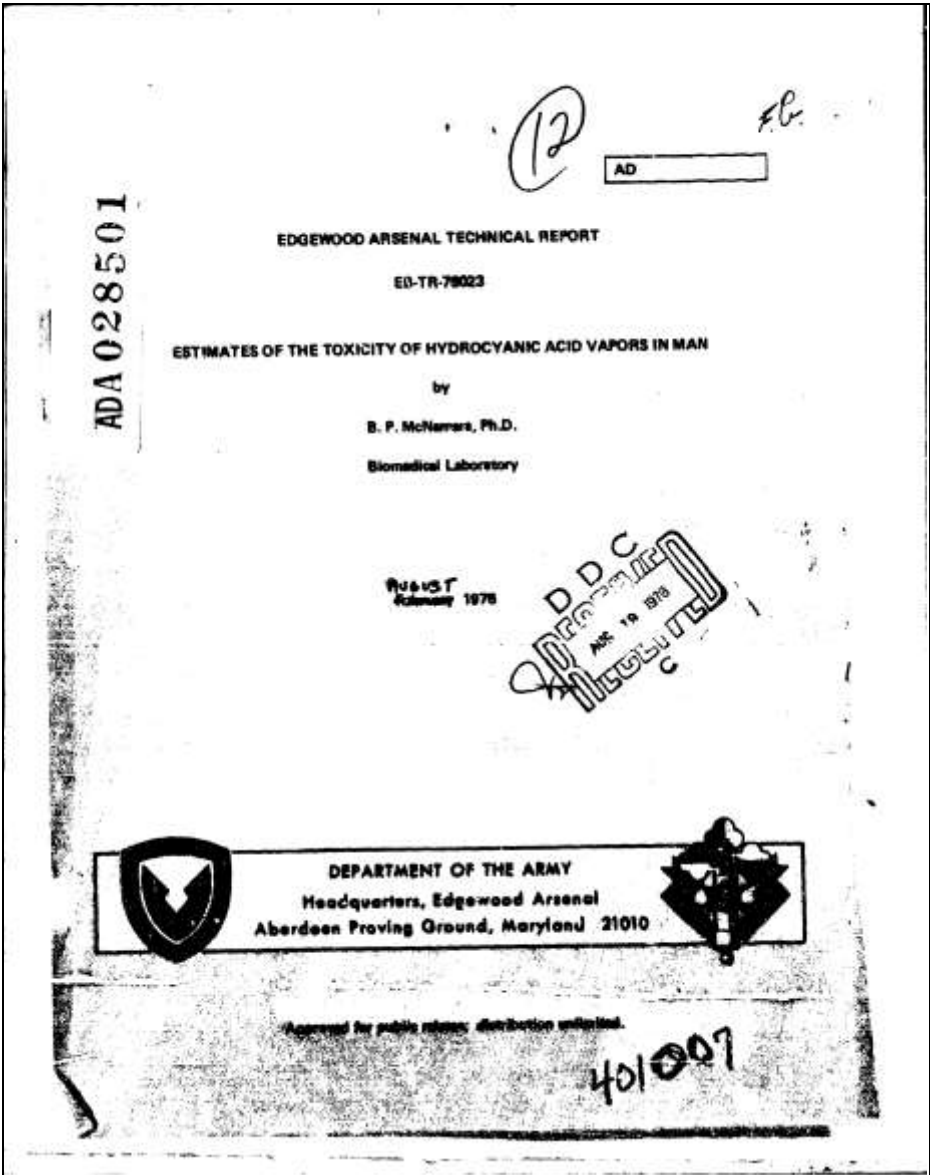 12
F.C.
AD
ADA028501
EDGEWOOD ARSENAL TECHNICAL REPORT
EB-TR-76023
ESTIMATES OF THE TOXICITY OF HYDROCYANIC ACID VAPORS IN MAN
by
B. P. McNamara, Ph.D.
Biomedical Laboratory
AUGUST
February 1976
D D C
AUG 19 1976
C
DEPARTMENT OF THE ARMY
Headquarters, Edgewood Arsenal
Aberdeen Proving Ground, Maryland 21010
Approved for public release; distribution unlimited.
401007